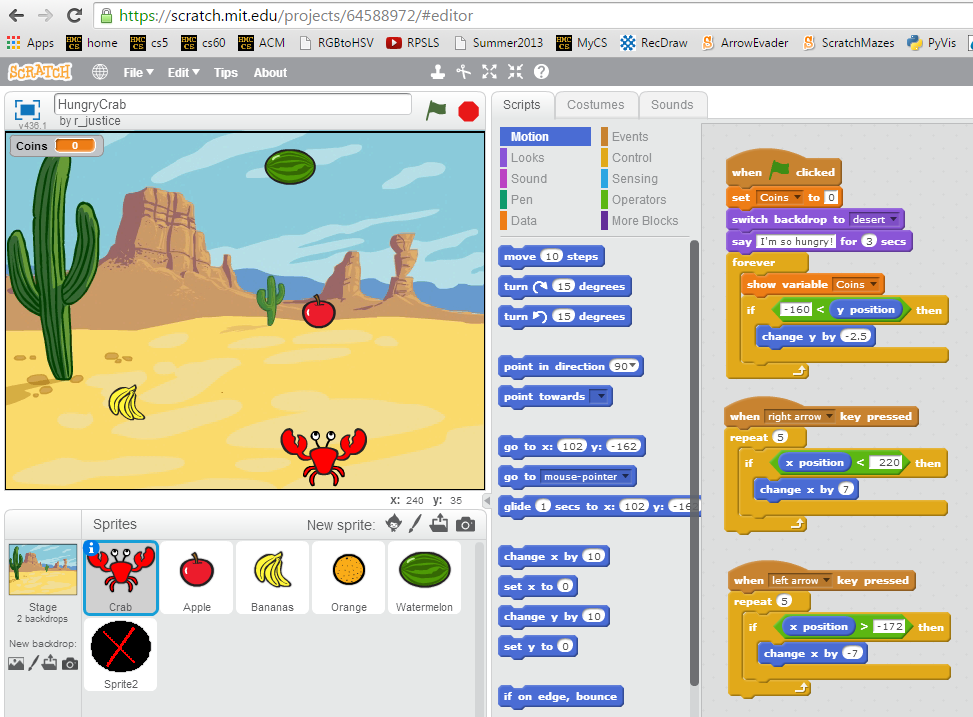 https://scratch.mit.edu/projects/64588972/#editor
Apps home cs5 cs60 ACM RGBtoHSV RPSLS Summer2013 MyCS RecDraw ArrowEvader ScratchMazes PyVis
SCRATCH File Edit Tips About
v436.1
HungryCrab
by r_justice
Coins 0
x: 240 y: 35
Sprites
New sprite:
Stage
2 backdrops
New backdrop:
Crab
Apple
Bananas
Orange
Watermelon
Sprite2
Scripts Costumes Sounds
Motion Events
Looks Control
Sound Sensing
Pen Operators
Data More Blocks
move 10 steps
turn 15 degrees
turn 15 degrees
point in direction 90
point towards
go to x: 102 y: -162
go to mouse-pointer
glide 1 secs to x: 102 y: -162
change x by 10
set x to 0
change y by 10
set y to 0
if on edge, bounce
when clicked
set Coins to 0
switch backdrop to desert
say I'm so hungry! for 3 secs
forever
show variable Coins
if -160 < y position then
change y by -2.5
when right arrow key pressed
repeat 5
if x position < 220 then
change x by 7
when left arrow key pressed
repeat 5
if x position > -172 then
change x by -7